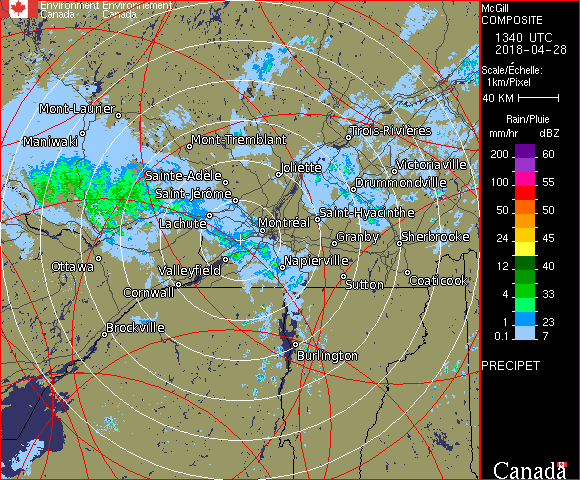 Environment Environnement
Canada Canada
McGill
COMPOSITE
1340 UTC
2018-04-28
Scale/Échelle:
1km/Pixel
40 KM
Rain/Pluie
mm/hr dBZ
200 60
100 55
50 50
24 45
12 40
4 33
1 23
0.1 7
PRECIPET
Canada
Mont-Laurier
Maniwaki
Mont-Tremblant
Trois-Rivières
Sainte-Adèle
Joliette
Victoriaville
Saint-Jérôme
Drummondville
Lachute
Montréal
Saint-Hyacinthe
Granby
Sherbrooke
Ottawa
Valleyfield
Napierville
Cornwall
Sutton
Coaticook
Brockville
Burlington